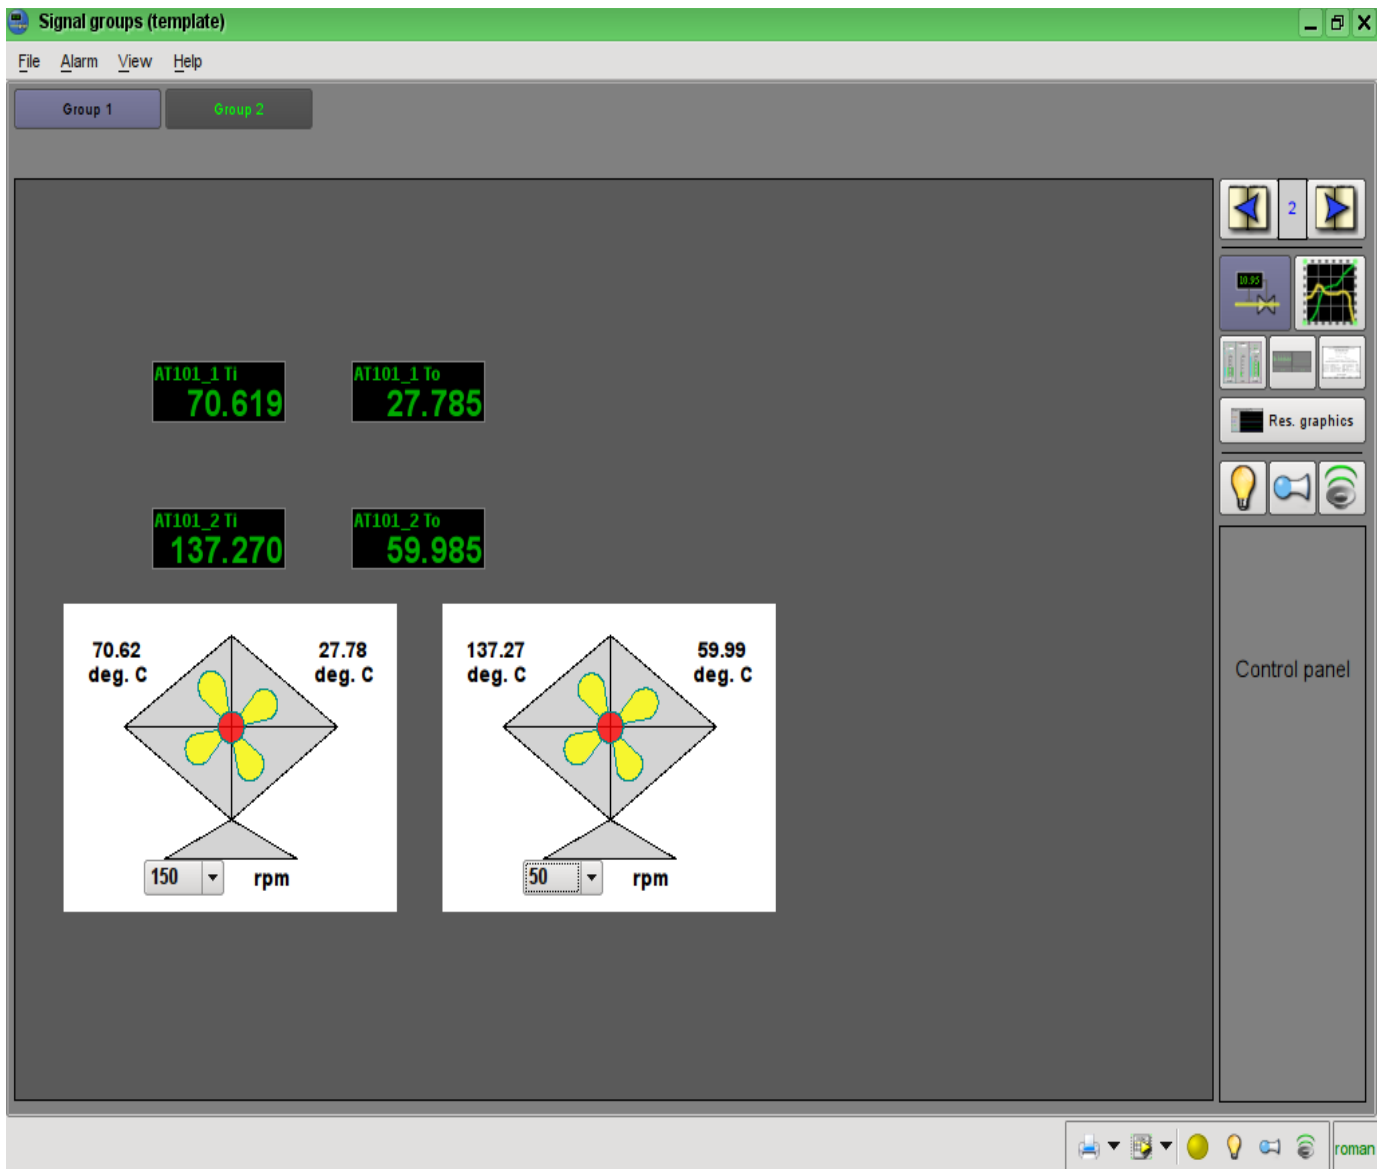 Signal groups (template)
File Alarm View Help
Group 1 Group 2
2
10.95
AT101_1 Ti AT101_1 To
70.619 27.785
Res. graphics
AT101_2 Ti AT101_2 To
137.270 59.985
70.62 27.78 137.27 59.99
deg. C deg. C deg. C deg. C
Control panel
150 rpm 50 rpm
roman